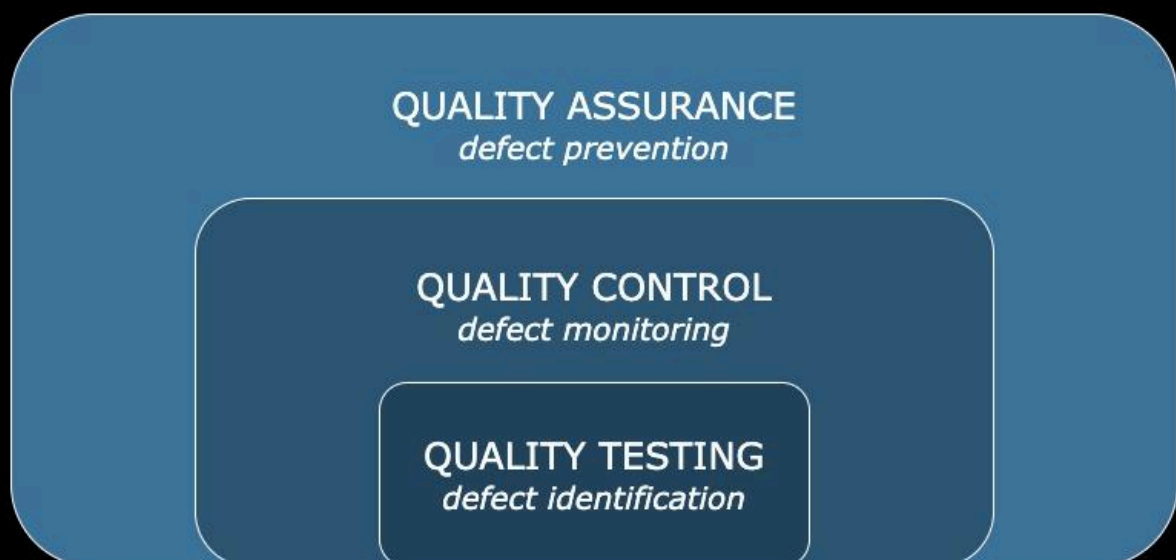 QUALITY ASSURANCE
defect prevention
QUALITY CONTROL
defect monitoring
QUALITY TESTING
defect identification